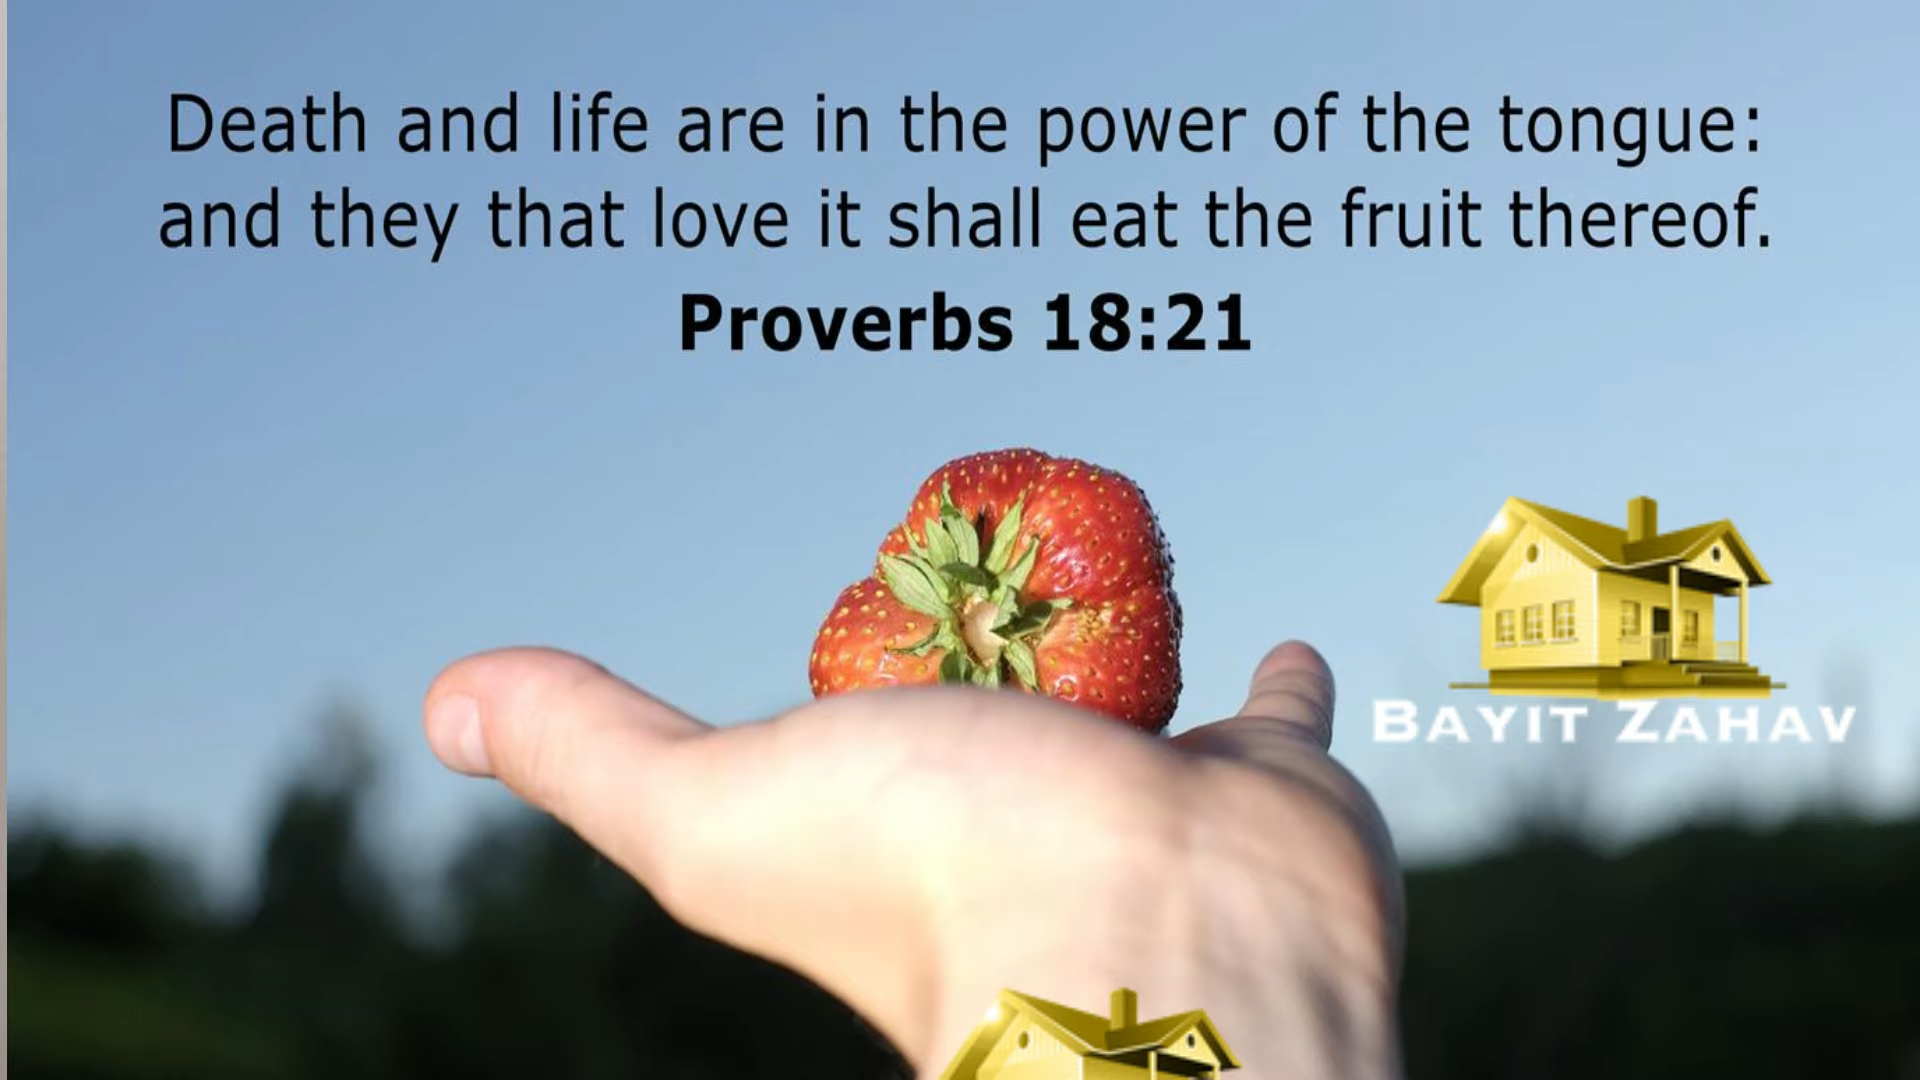 Death and life are in the power of the tongue:
and they that love it shall eat the fruit thereof.
Proverbs 18:21
BAYIT ZAHAV